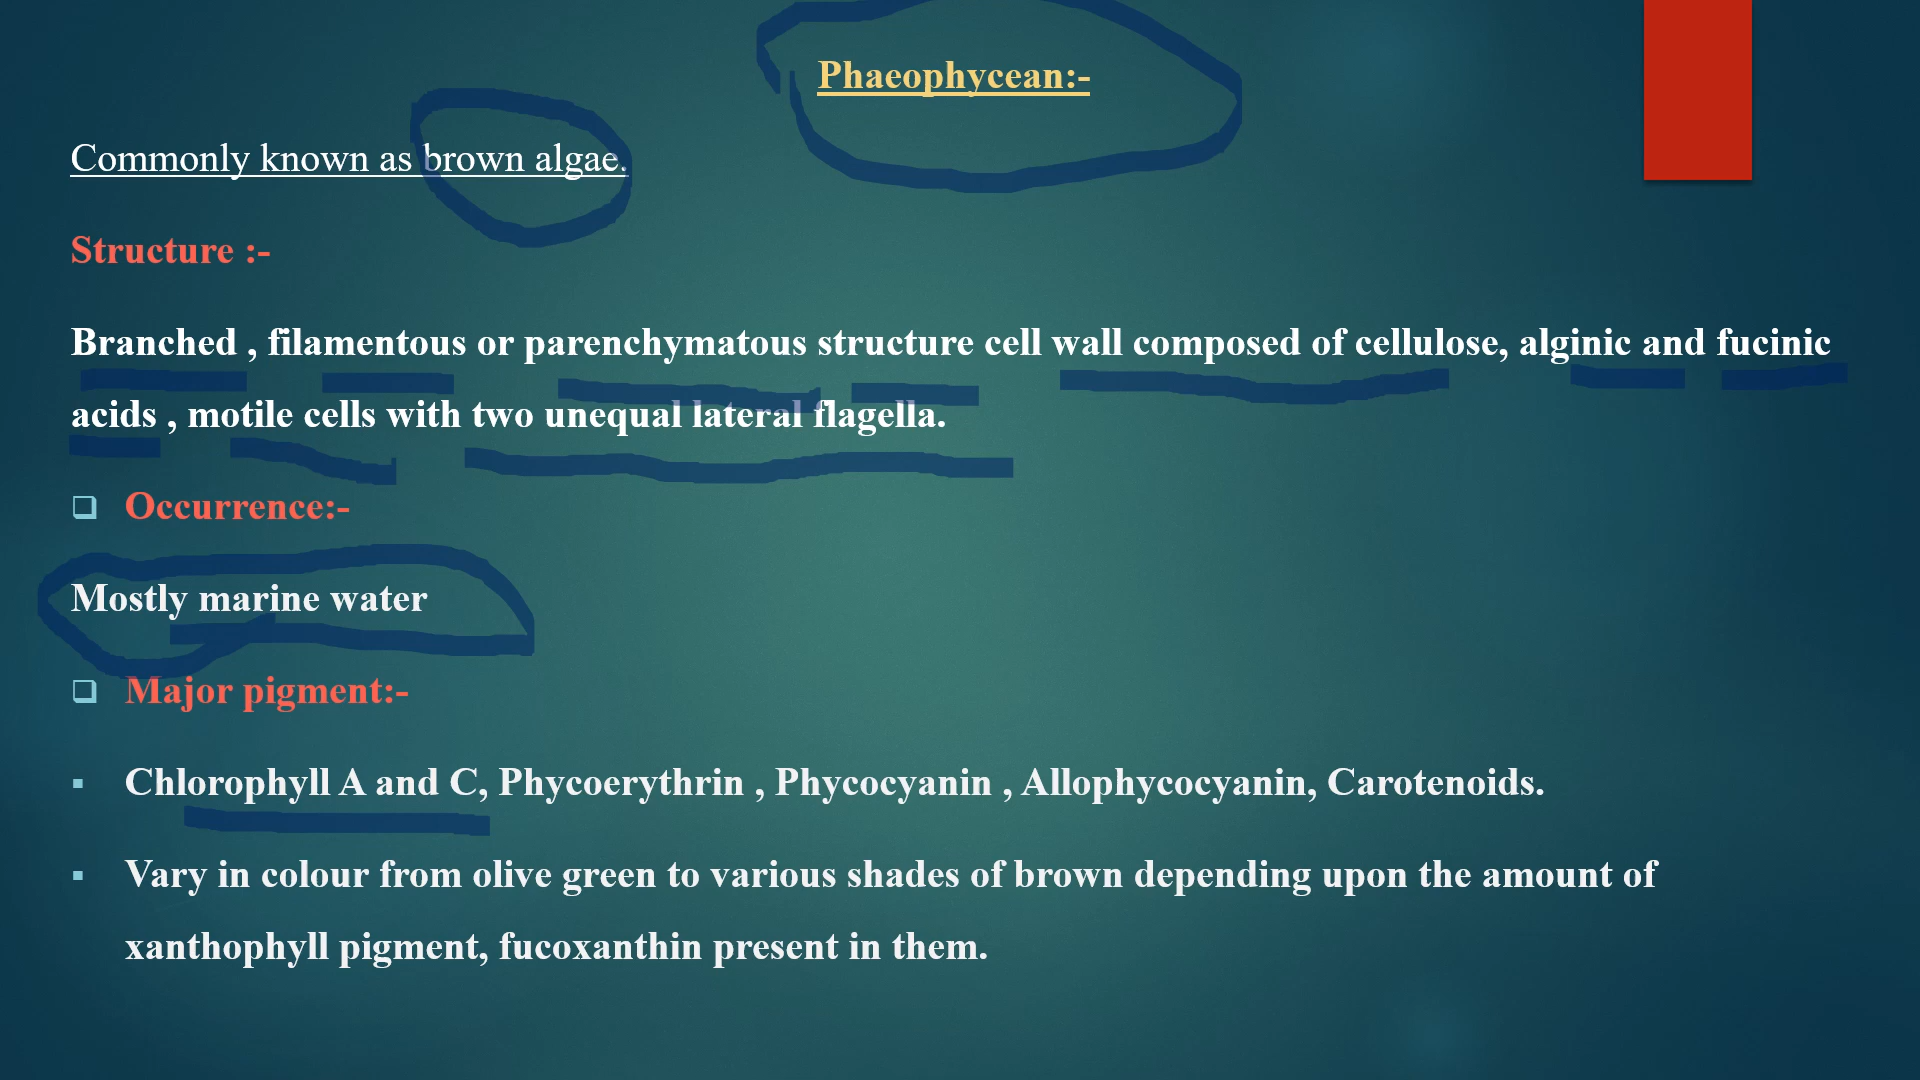 Phaeophycean:-
Commonly known as brown algae.
Structure :-
Branched , filamentous or parenchymatous structure cell wall composed of cellulose, alginic and fucinic
acids , motile cells with two unequal lateral flagella.
Occurrence:-
Mostly marine water
Major pigment:-
Chlorophyll A and C, Phycoerythrin , Phycocyanin , Allophycocyanin, Carotenoids.
Vary in colour from olive green to various shades of brown depending upon the amount of
xanthophyll pigment, fucoxanthin present in them.